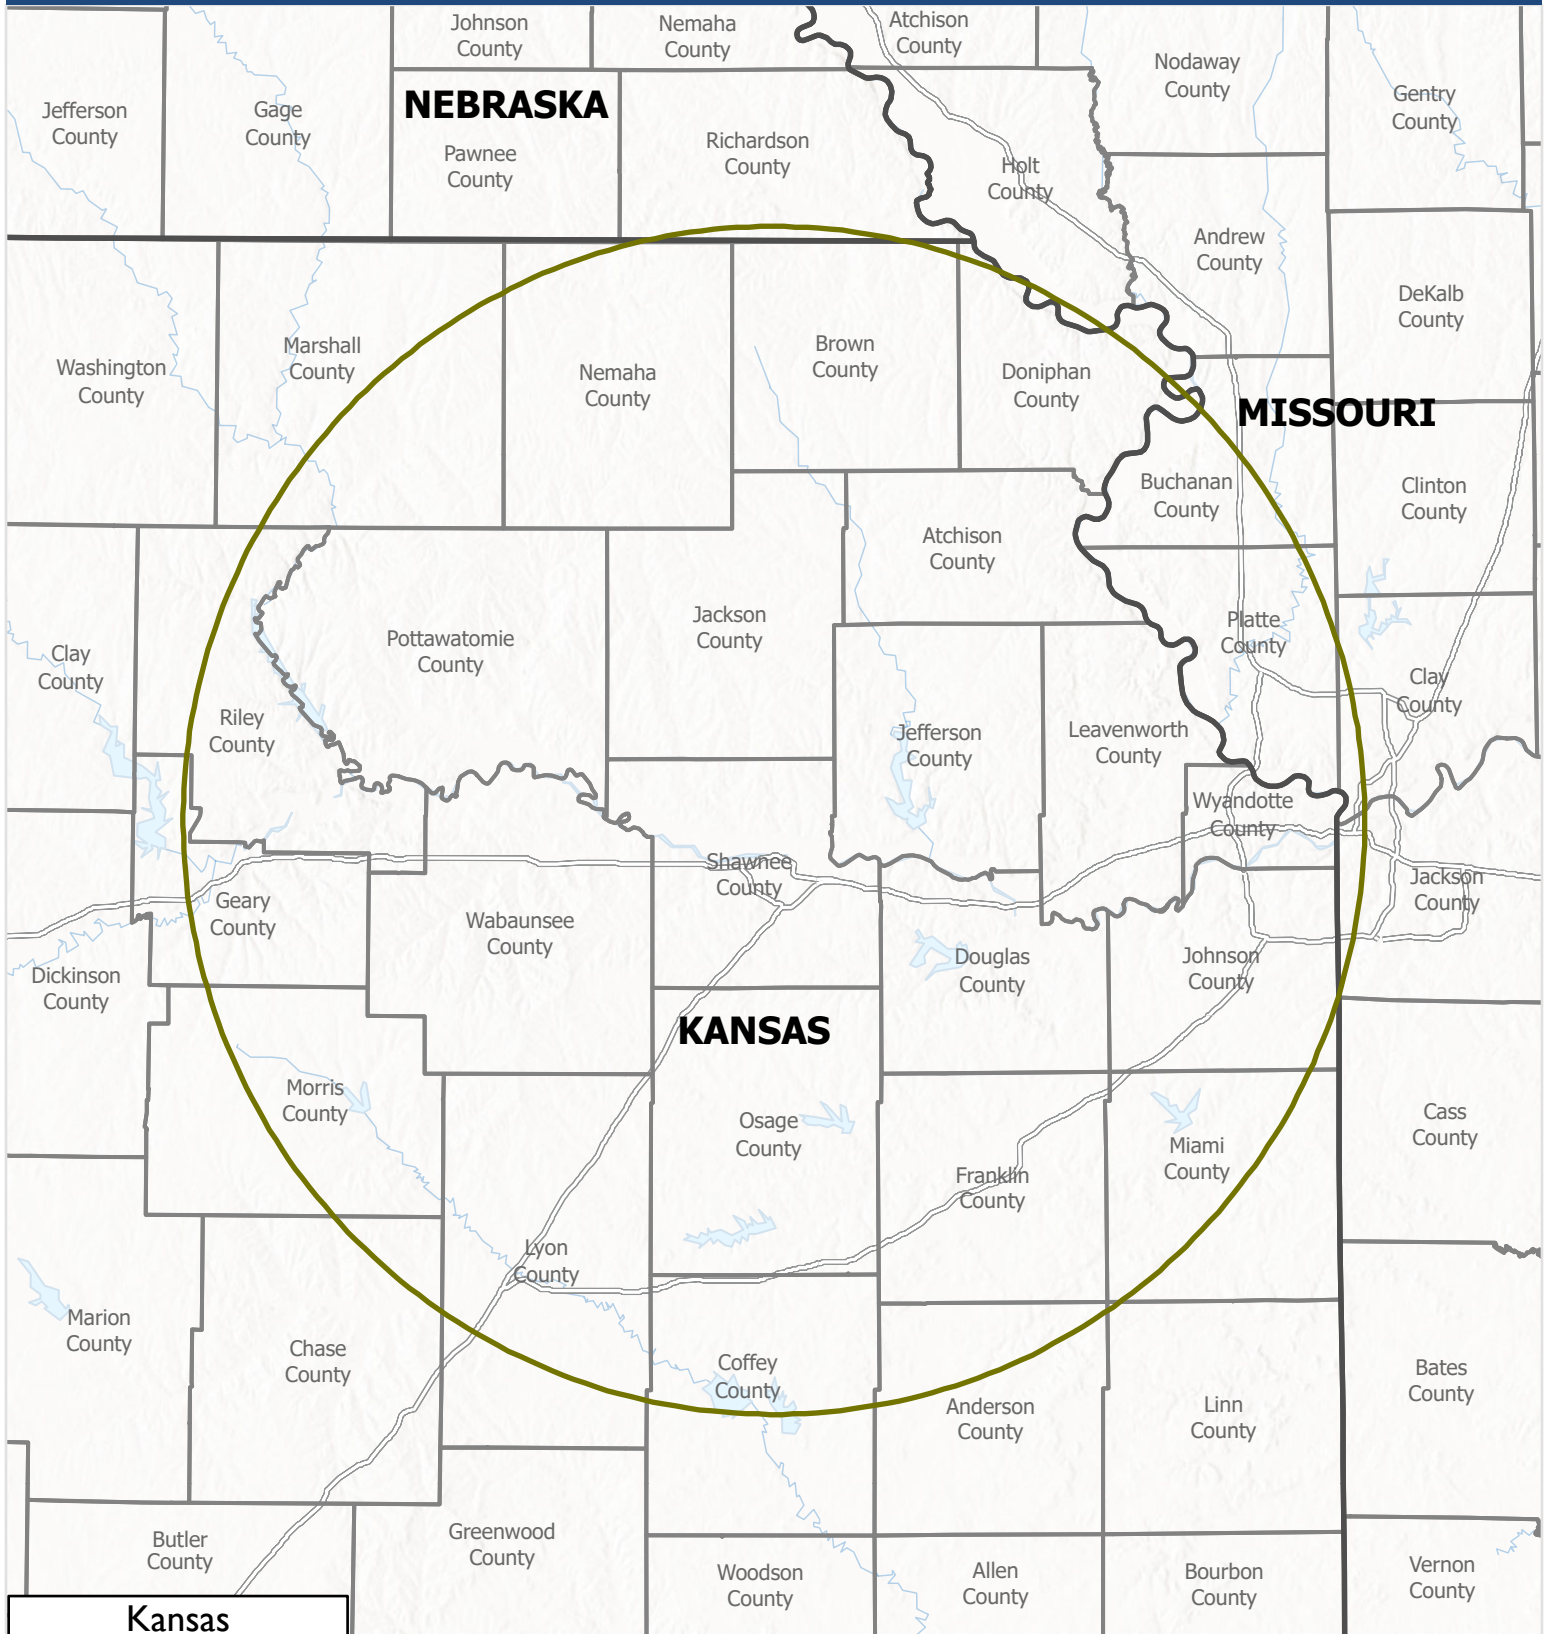 Johnson
County
Nemaha
County
Atchison
County
Nodaway
County
Gentry
County
Jefferson
County
Gage
County
NEBRASKA
Pawnee
County
Richardson
County
Holt
County
Andrew
County
DeKalb
County
Washington
County
Marshall
County
Nemaha
County
Brown
County
Doniphan
County
MISSOURI
Buchanan
County
Clinton
County
Atchison
County
Clay
County
Riley
County
Pottawatomie
County
Jackson
County
Platte
County
Clay
County
Jefferson
County
Leavenworth
County
Wyandotte
County
Geary
County
Wabaunsee
County
Shawnee
County
Jackson
County
Dickinson
County
Douglas
County
Johnson
County
KANSAS
Morris
County
Osage
County
Cass
County
Miami
County
Franklin
County
Lyon
County
Marion
County
Chase
County
Coffey
County
Anderson
County
Linn
County
Bates
County
Butler
County
Greenwood
County
Woodson
County
Allen
County
Bourbon
County
Vernon
County
Kansas